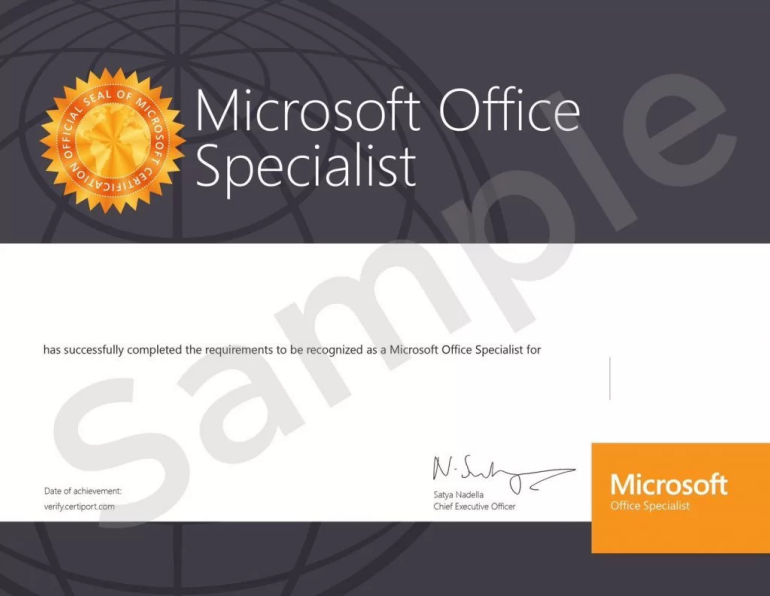 OFFICIAL SEAL OF MICROSOFT CERTIFICATION
Microsoft Office
Specialist
Sample
has successfully completed the requirements to be recognized as a Microsoft Office Specialist for
Date of achievement:
verify.certiport.com
N. Satya
Satya Nadella
Chief Executive Officer
Microsoft
Office Specialist